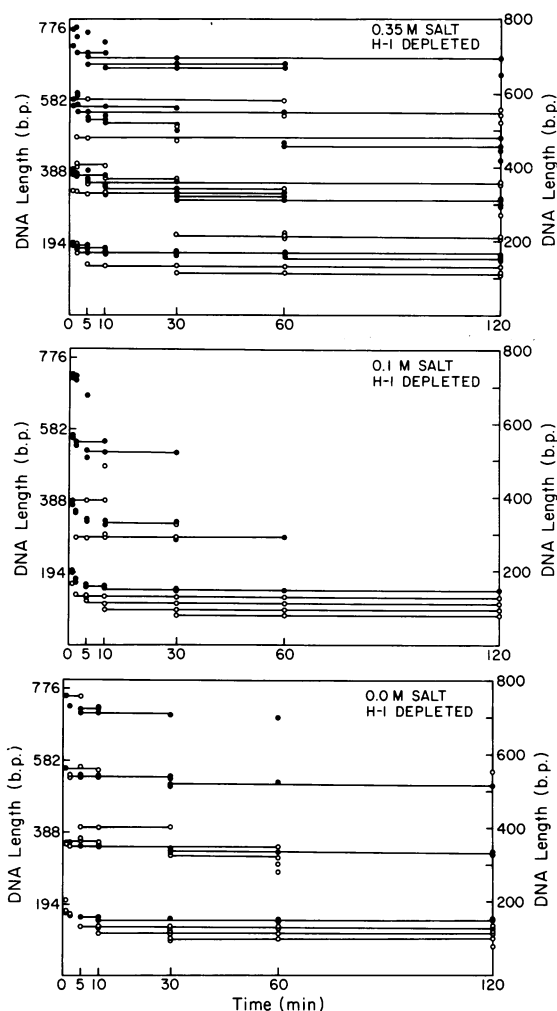 0.35 M SALT
H-I DEPLETED
DNA Length (b.p.)
776
582
388
194
800
600
400
200
DNA Length (b.p.)
0 5 10 30 60 120
0.1 M SALT
H-I DEPLETED
DNA Length (b.p.)
776
582
388
194
800
600
400
200
DNA Length (b.p.)
0 5 10 30 60 120
0.0 M SALT
H-I DEPLETED
DNA Length (b.p.)
776
582
388
194
800
600
400
200
DNA Length (b.p.)
0 5 10 30 60 120
Time (min)